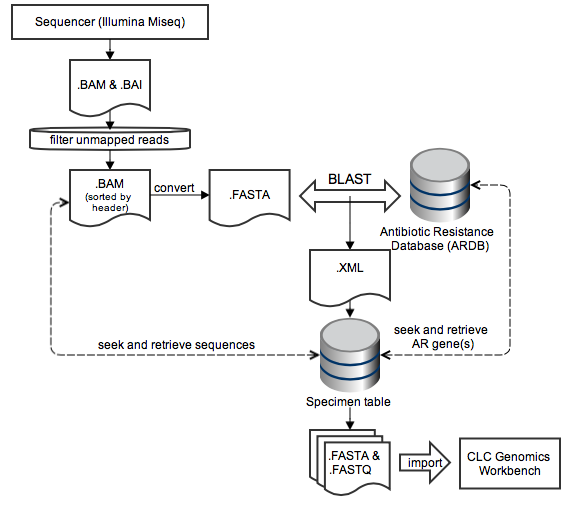 Sequencer (Illumina Miseq)
.BAM & .BAI
filter unmapped reads
.BAM
(sorted by
header)
convert
.FASTA
BLAST
Antibiotic Resistance
Database (ARDB)
.XML
seek and retrieve sequences
seek and retrieve
AR gene(s)
Specimen table
.FASTA &
.FASTQ
import
CLC Genomics
Workbench